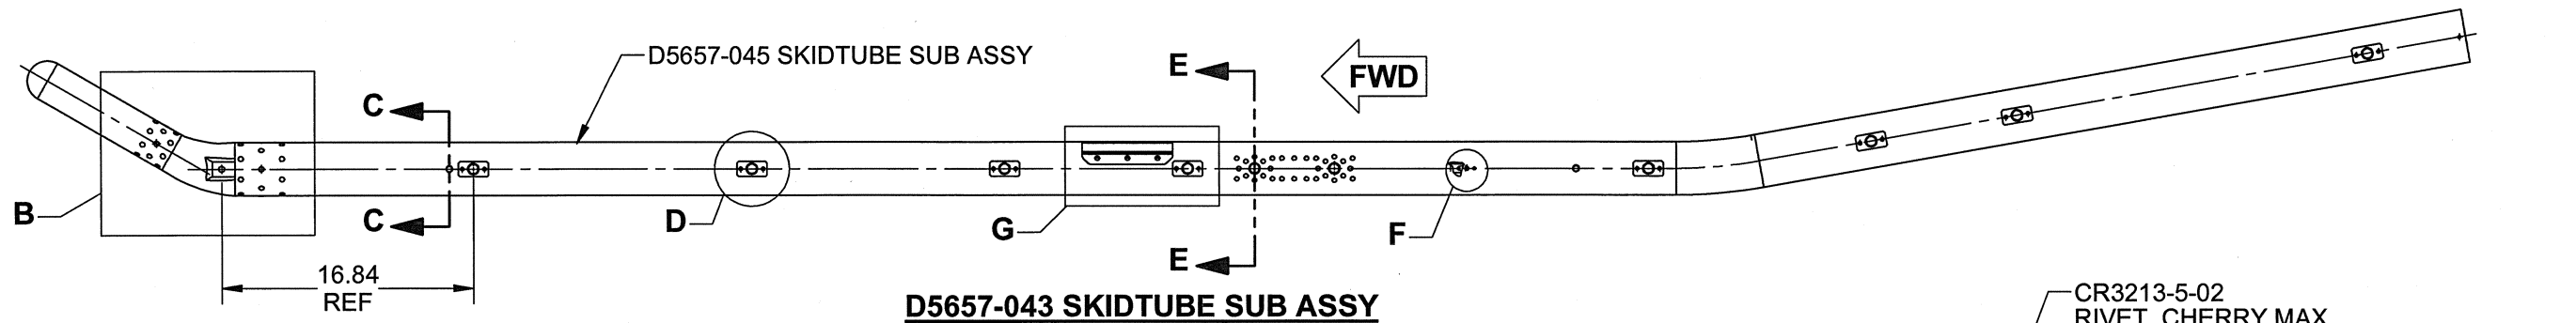 D5657-045 SKIDTUBE SUB ASSY
E
FWD
C
B
C
D
G
F
E
16.84
REF
D5657-043 SKIDTUBE SUB ASSY
CR3213-5-02
RIVET, CHERRY MAX